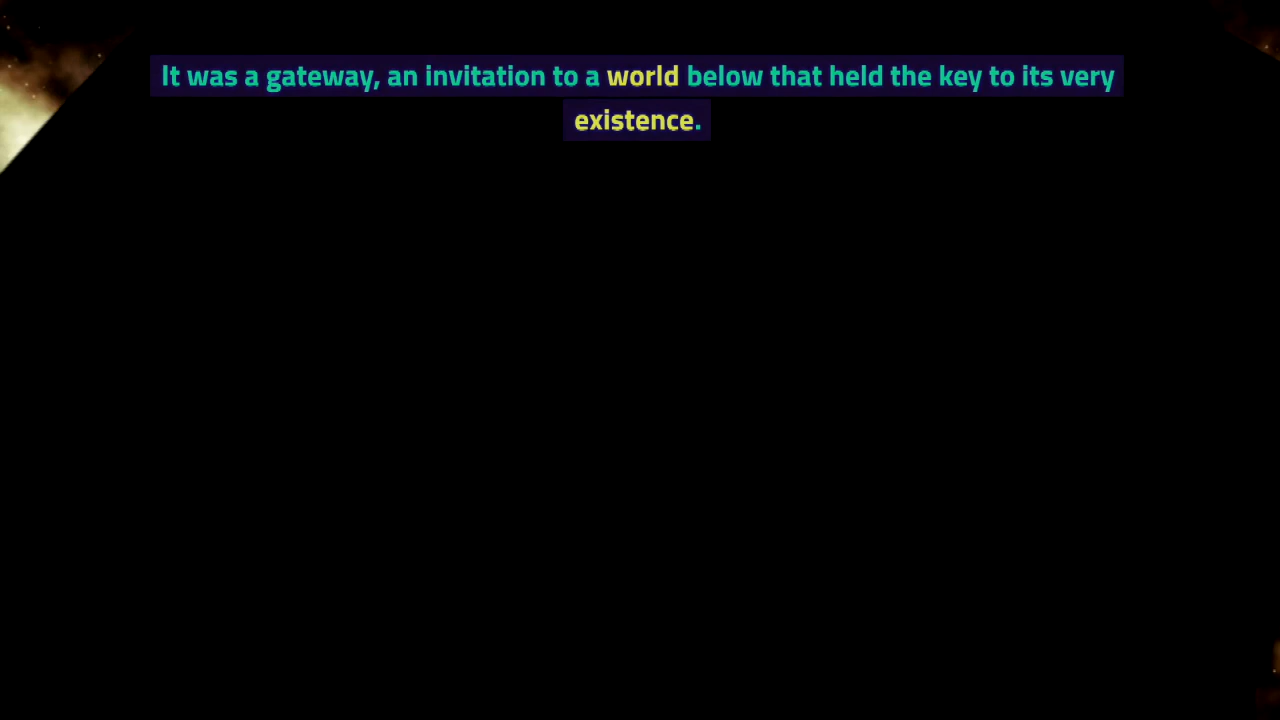 It was a gateway, an invitation to a world below that held the key to its very
existence.